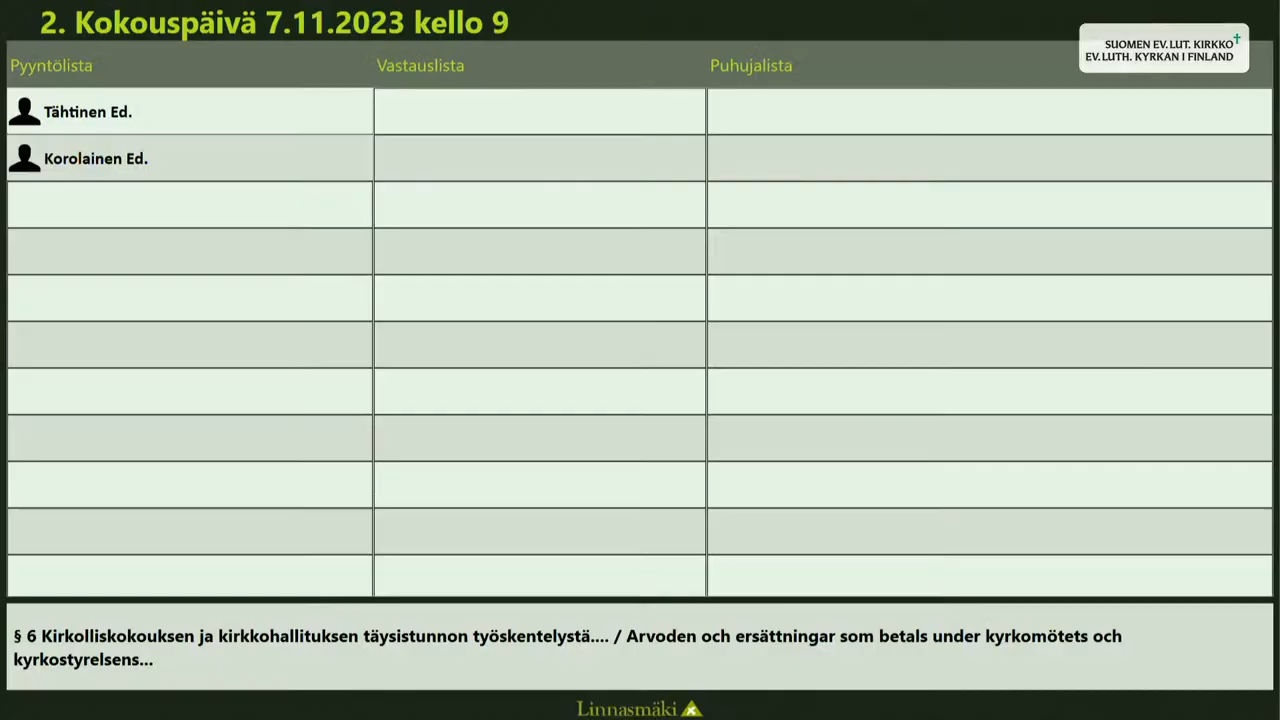 2. Kokouspäivä 7.11.2023 kello 9
SUOMEN EV. LUT. KIRKKO
EV. LUTH. KYRKAN I FINLAND
Pyyntölista
Vastauslista
Puhujalista
Tähtinen Ed.
Korolainen Ed.
§ 6 Kirkolliskokouksen ja kirkkohallituksen täysistunnon työskentelystä.... / Arvoden och ersättningar som betals under kyrkomötets och
kyrkostyrelsens...
Linnasmäki